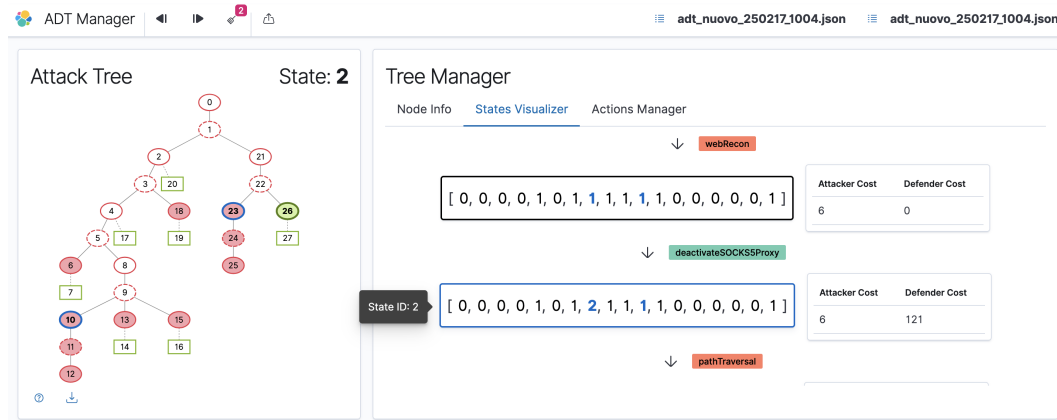 ADT Manager
2
adt_nuovo_250217_1004.json
adt_nuovo_250217_1004.json
Attack Tree
State: 2
0
1
2
21
3
20
22
4
18
23
26
5
17
19
24
27
6
8
25
7
9
10
13
15
11
14
16
12
Tree Manager
Node Info
States Visualizer
Actions Manager
webRecon
[ 0, 0, 0, 0, 1, 0, 1, 1, 1, 1, 1, 1, 0, 0, 0, 0, 0, 1 ]
Attacker Cost
Defender Cost
6
0
deactivateSOCKS5Proxy
State ID: 2
[ 0, 0, 0, 0, 1, 0, 1, 2, 1, 1, 1, 1, 0, 0, 0, 0, 0, 1 ]
Attacker Cost
Defender Cost
6
121
pathTraversal